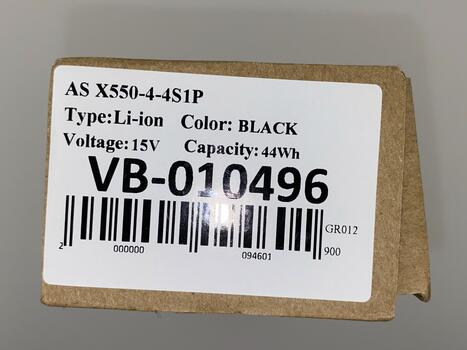 AS X550-4-4S1P
Type:Li-ion Color: BLACK
Voltage:15V Capacity:44Wh
VB-010496
GR012
2 000000 094601 900